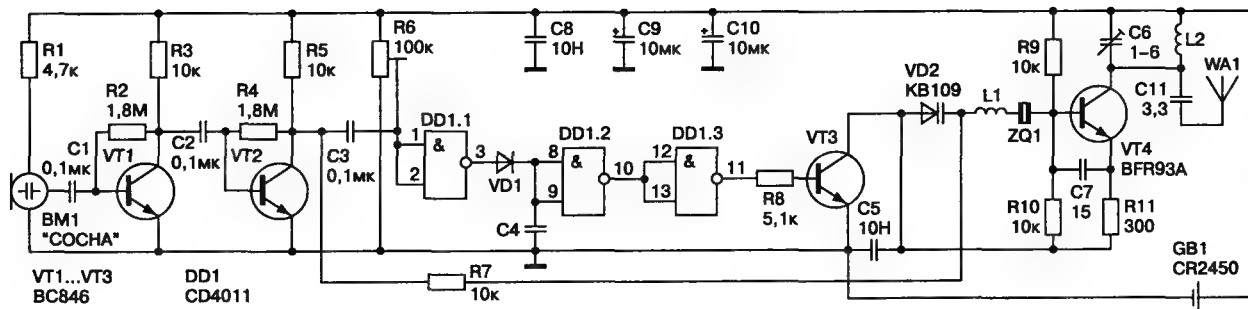 R1
4,7к
R2
1,8М
R3
10к
C1
0,1мк
VT1
BM1
"СОСНА"
C2
0,1мк
R4
1,8М
R5
10к
VT2
C3
0,1мк
R6
100к
DD1.1
&
1
2
3
VD1
C4
C8
10Н
+
C9
10мк
+
C10
10мк
DD1.2
&
8
9
10
DD1.3
&
12
13
11
R8
5,1к
VT3
C5
10Н
VD2
KB109
L1
ZQ1
R9
10к
R10
10к
C7
15
R11
300
VT4
BFR93A
C6
1–6
L2
C11
3,3
WA1
R7
10к
GB1
CR2450
VT1...VT3
BC846
DD1
CD4011